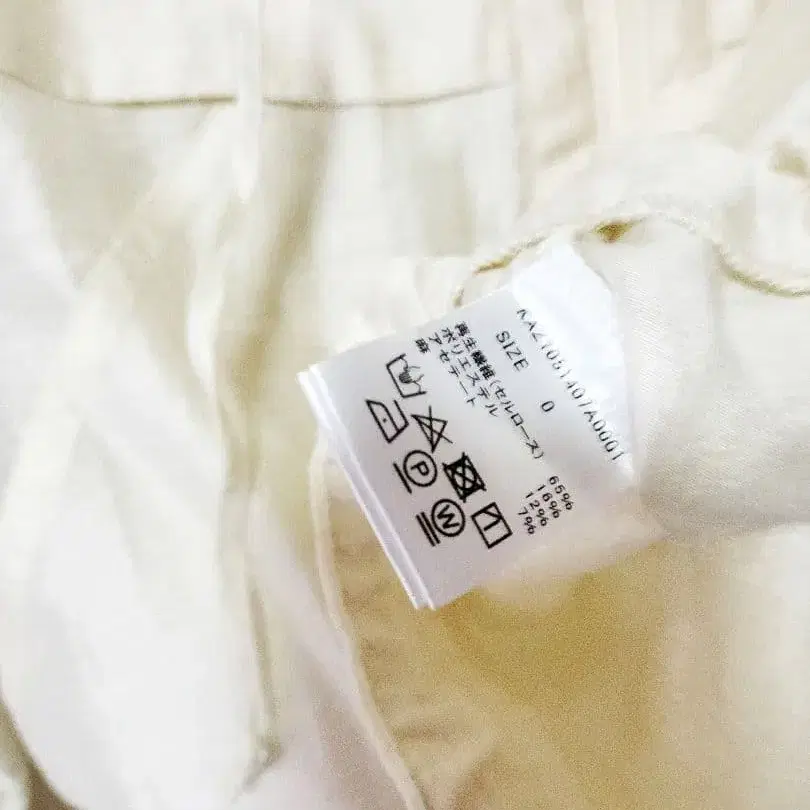 KAZ1051407A0001
SIZE 0
再生繊維(セルロース) 65%
ポリエステル 16%
アセテート 12%
麻 7%
P
W